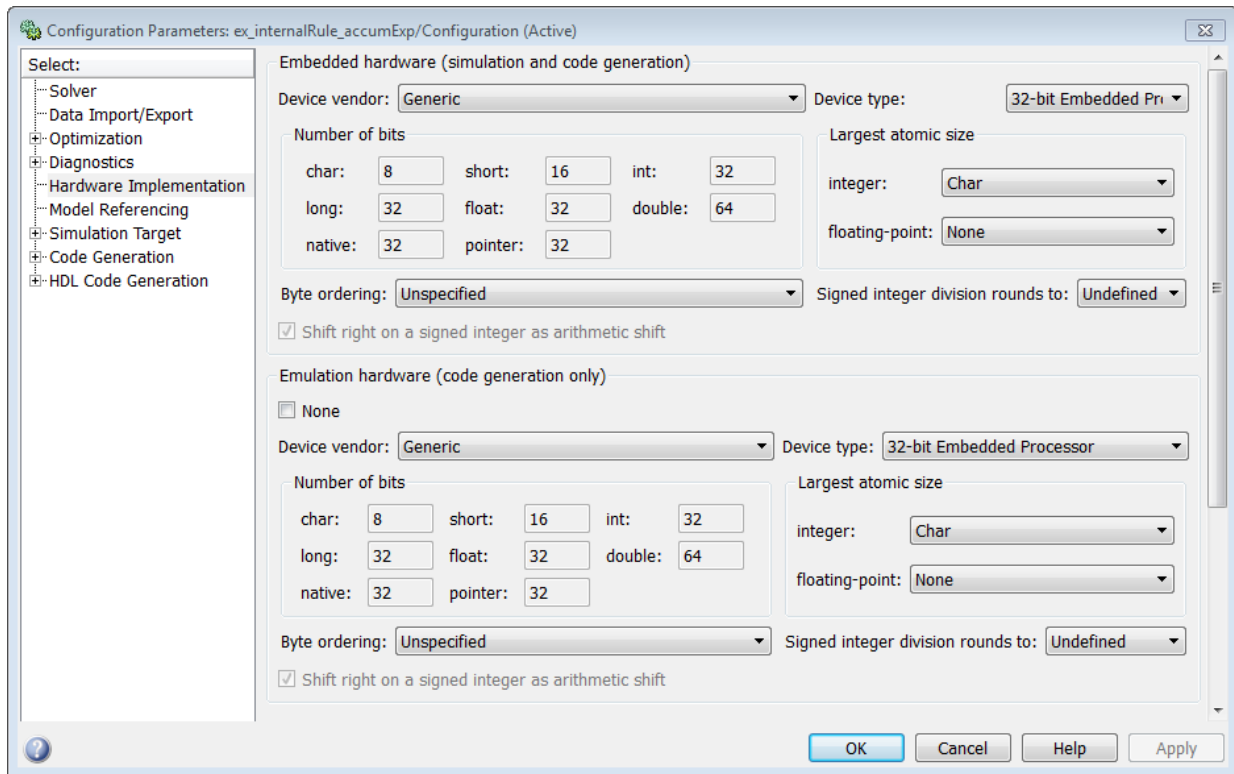 Configuration Parameters: ex_internalRule_accumExp/Configuration (Active)
Select:
Solver
Data Import/Export
Optimization
Diagnostics
Hardware Implementation
Model Referencing
Simulation Target
Code Generation
HDL Code Generation
Embedded hardware (simulation and code generation)
Device vendor: Generic Device type: 32-bit Embedded Pr
Number of bits Largest atomic size
char: 8 short: 16 int: 32
integer: Char
long: 32 float: 32 double: 64
floating-point: None
native: 32 pointer: 32
Byte ordering: Unspecified Signed integer division rounds to: Undefined
Shift right on a signed integer as arithmetic shift
Emulation hardware (code generation only)
None
Device vendor: Generic Device type: 32-bit Embedded Processor
Number of bits Largest atomic size
char: 8 short: 16 int: 32
integer: Char
long: 32 float: 32 double: 64
floating-point: None
native: 32 pointer: 32
Byte ordering: Unspecified Signed integer division rounds to: Undefined
Shift right on a signed integer as arithmetic shift
? OK Cancel Help Apply